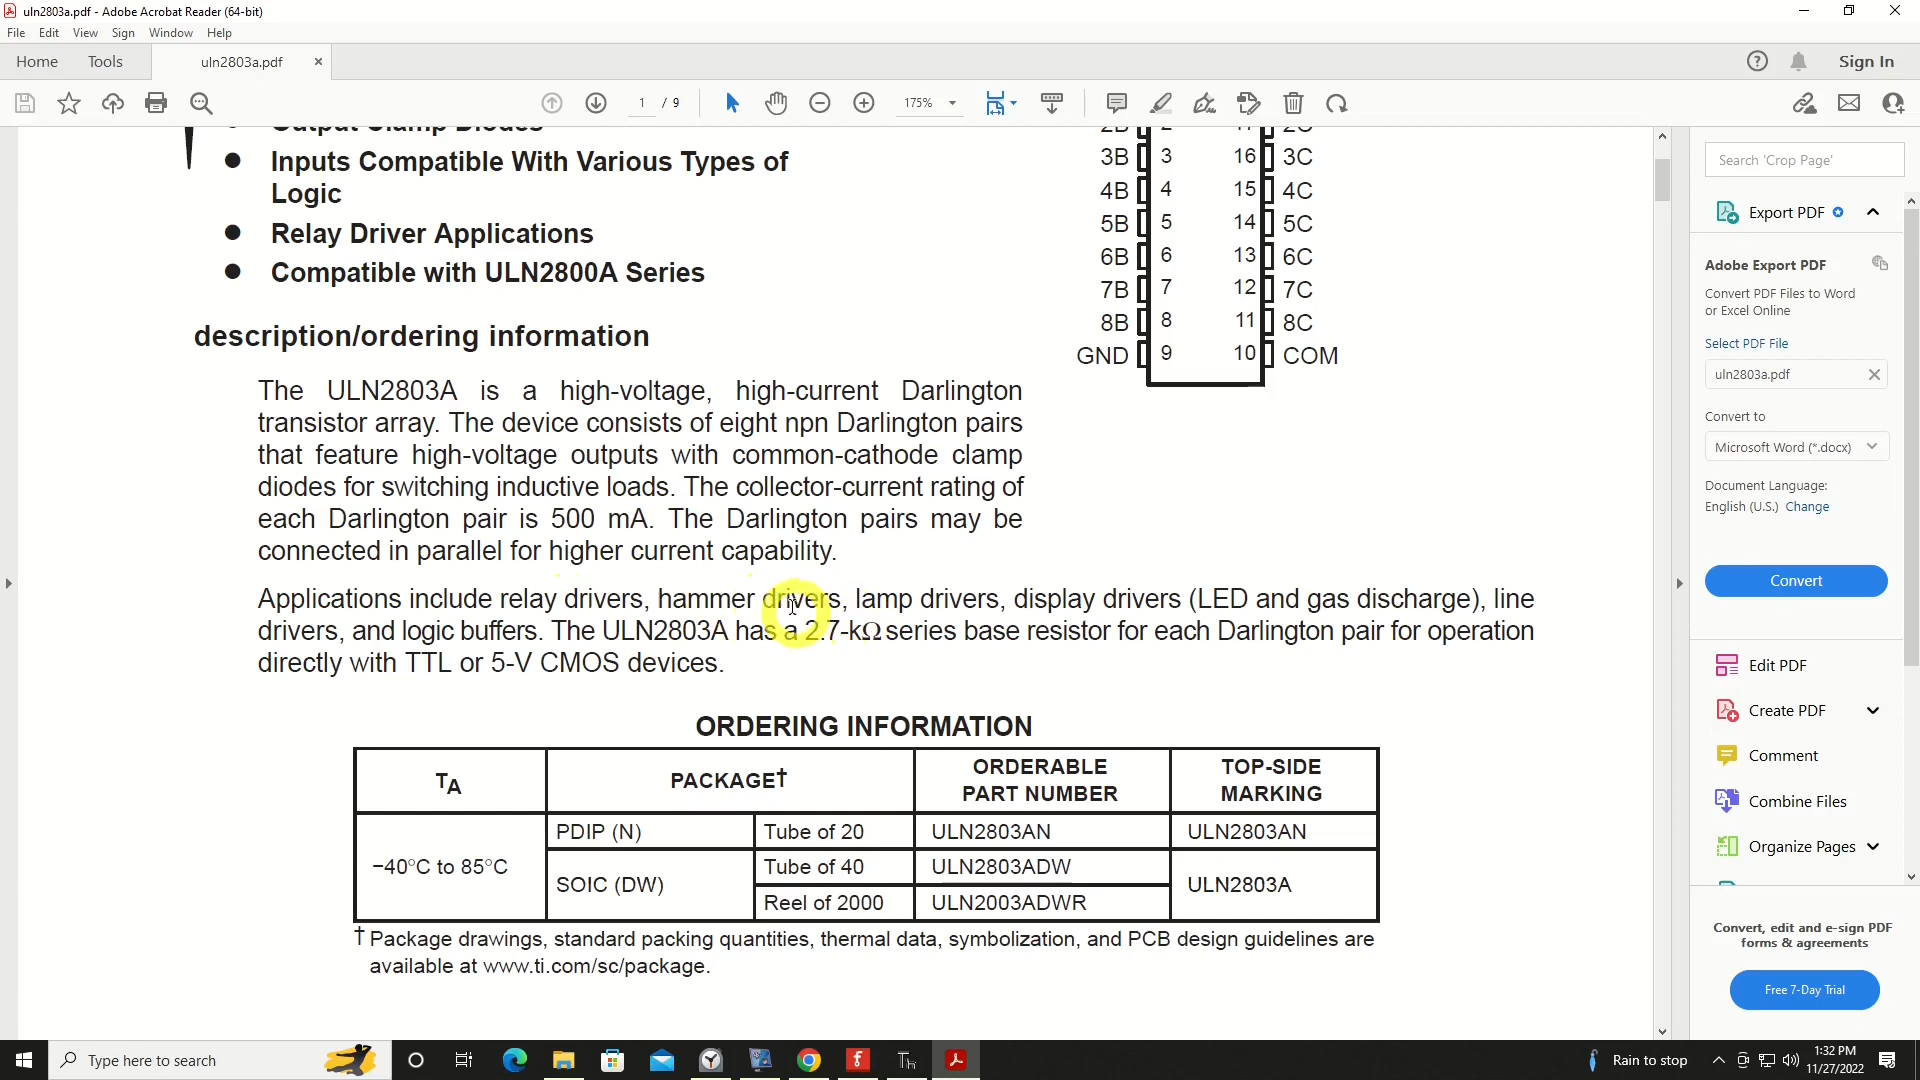 uln2803a.pdf - Adobe Acrobat Reader (64-bit)
File Edit View Sign Window Help
Home Tools uln2803a.pdf × Sign In
1 / 9 175%
Output Clamp Diodes
● Inputs Compatible With Various Types of
Logic
● Relay Driver Applications
● Compatible with ULN2800A Series
2B 2 17 2C
3B 3 16 3C
4B 4 15 4C
5B 5 14 5C
6B 6 13 6C
7B 7 12 7C
8B 8 11 8C
GND 9 10 COM
description/ordering information
The ULN2803A is a high-voltage, high-current Darlington
transistor array. The device consists of eight npn Darlington pairs
that feature high-voltage outputs with common-cathode clamp
diodes for switching inductive loads. The collector-current rating of
each Darlington pair is 500 mA. The Darlington pairs may be
connected in parallel for higher current capability.
Applications include relay drivers, hammer drivers, lamp drivers, display drivers (LED and gas discharge), line
drivers, and logic buffers. The ULN2803A has a 2.7-kΩ series base resistor for each Darlington pair for operation
directly with TTL or 5-V CMOS devices.
ORDERING INFORMATION
TA PACKAGE† ORDERABLE PART NUMBER TOP-SIDE MARKING
−40°C to 85°C PDIP (N) Tube of 20 ULN2803AN ULN2803AN
SOIC (DW) Tube of 40 ULN2803ADW ULN2803A
Reel of 2000 ULN2003ADWR
† Package drawings, standard packing quantities, thermal data, symbolization, and PCB design guidelines are
available at www.ti.com/sc/package.
Search 'Crop Page'
Export PDF
Adobe Export PDF
Convert PDF Files to Word
or Excel Online
Select PDF File
uln2803a.pdf
Convert to
Microsoft Word (*.docx)
Document Language:
English (U.S.) Change
Convert
Edit PDF
Create PDF
Comment
Combine Files
Organize Pages
Convert, edit and e-sign PDF
forms & agreements
Free 7-Day Trial
Type here to search
Rain to stop
1:32 PM
11/27/2022